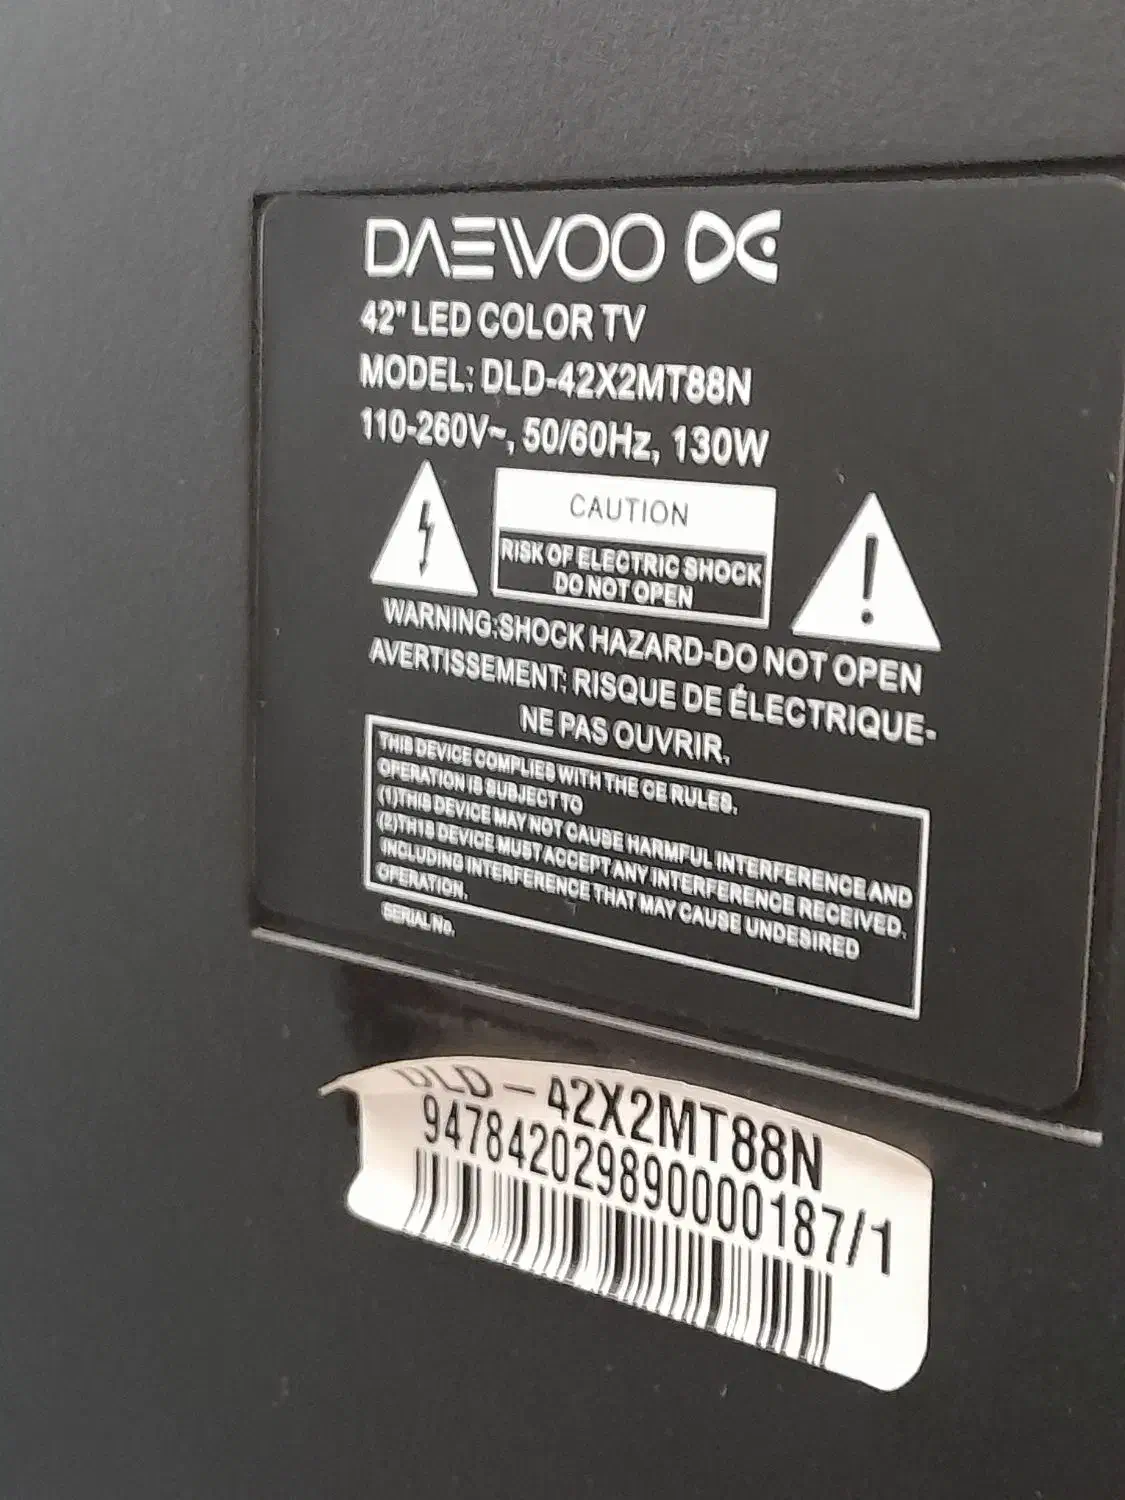 DAEWOO DE
42" LED COLOR TV
MODEL: DLD-42X2MT88N
110-260V~, 50/60Hz, 130W
CAUTION
RISK OF ELECTRIC SHOCK
DO NOT OPEN
WARNING:SHOCK HAZARD-DO NOT OPEN
AVERTISSEMENT: RISQUE DE ÉLECTRIQUE-
NE PAS OUVRIR.
THIS DEVICE COMPLIES WITH THE CE RULES.
OPERATION IS SUBJECT TO
(1)THIS DEVICE MAY NOT CAUSE HARMFUL INTERFERENCE AND
(2)THIS DEVICE MUST ACCEPT ANY INTERFERENCE RECEIVED.
INCLUDING INTERFERENCE THAT MAY CAUSE UNDESIRED
OPERATION.
SERIAL No.
DLD-42X2MT88N
947842029890000187/1